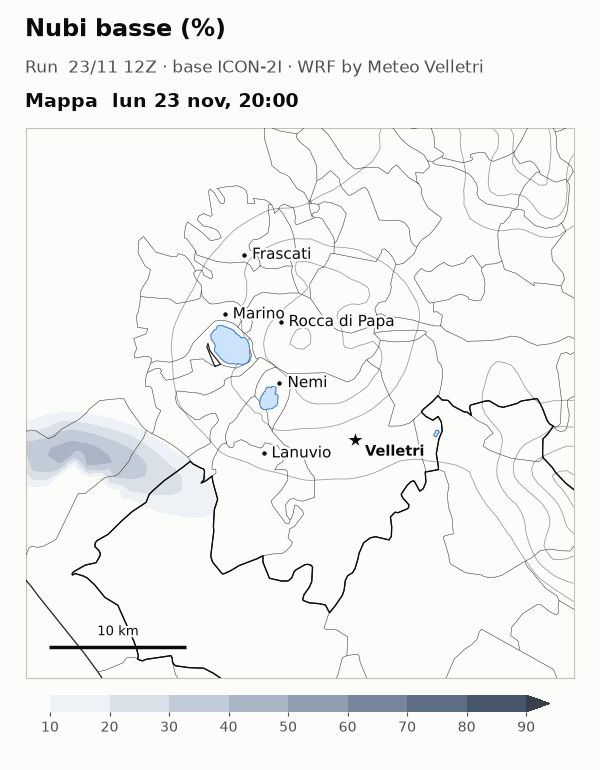 Nubi basse (%)
Run  23/11 12Z · base ICON-2I · WRF by Meteo Velletri
Mappa  lun 23 nov, 20:00
Frascati
Marino
Rocca di Papa
Nemi
Lanuvio
Velletri
10 km
10 20 30 40 50 60 70 80 90